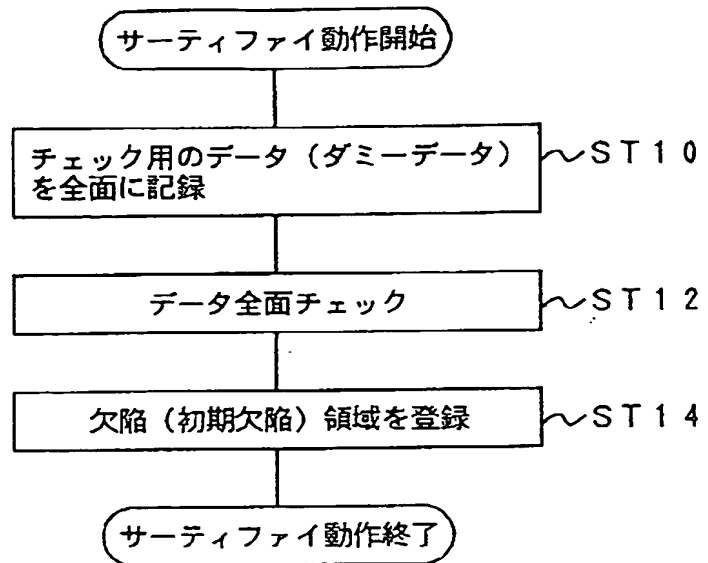 サーティファイ動作開始
チェック用のデータ（ダミーデータ）
を全面に記録
ST10
データ全面チェック
ST12
欠陥（初期欠陥）領域を登録
ST14
サーティファイ動作終了